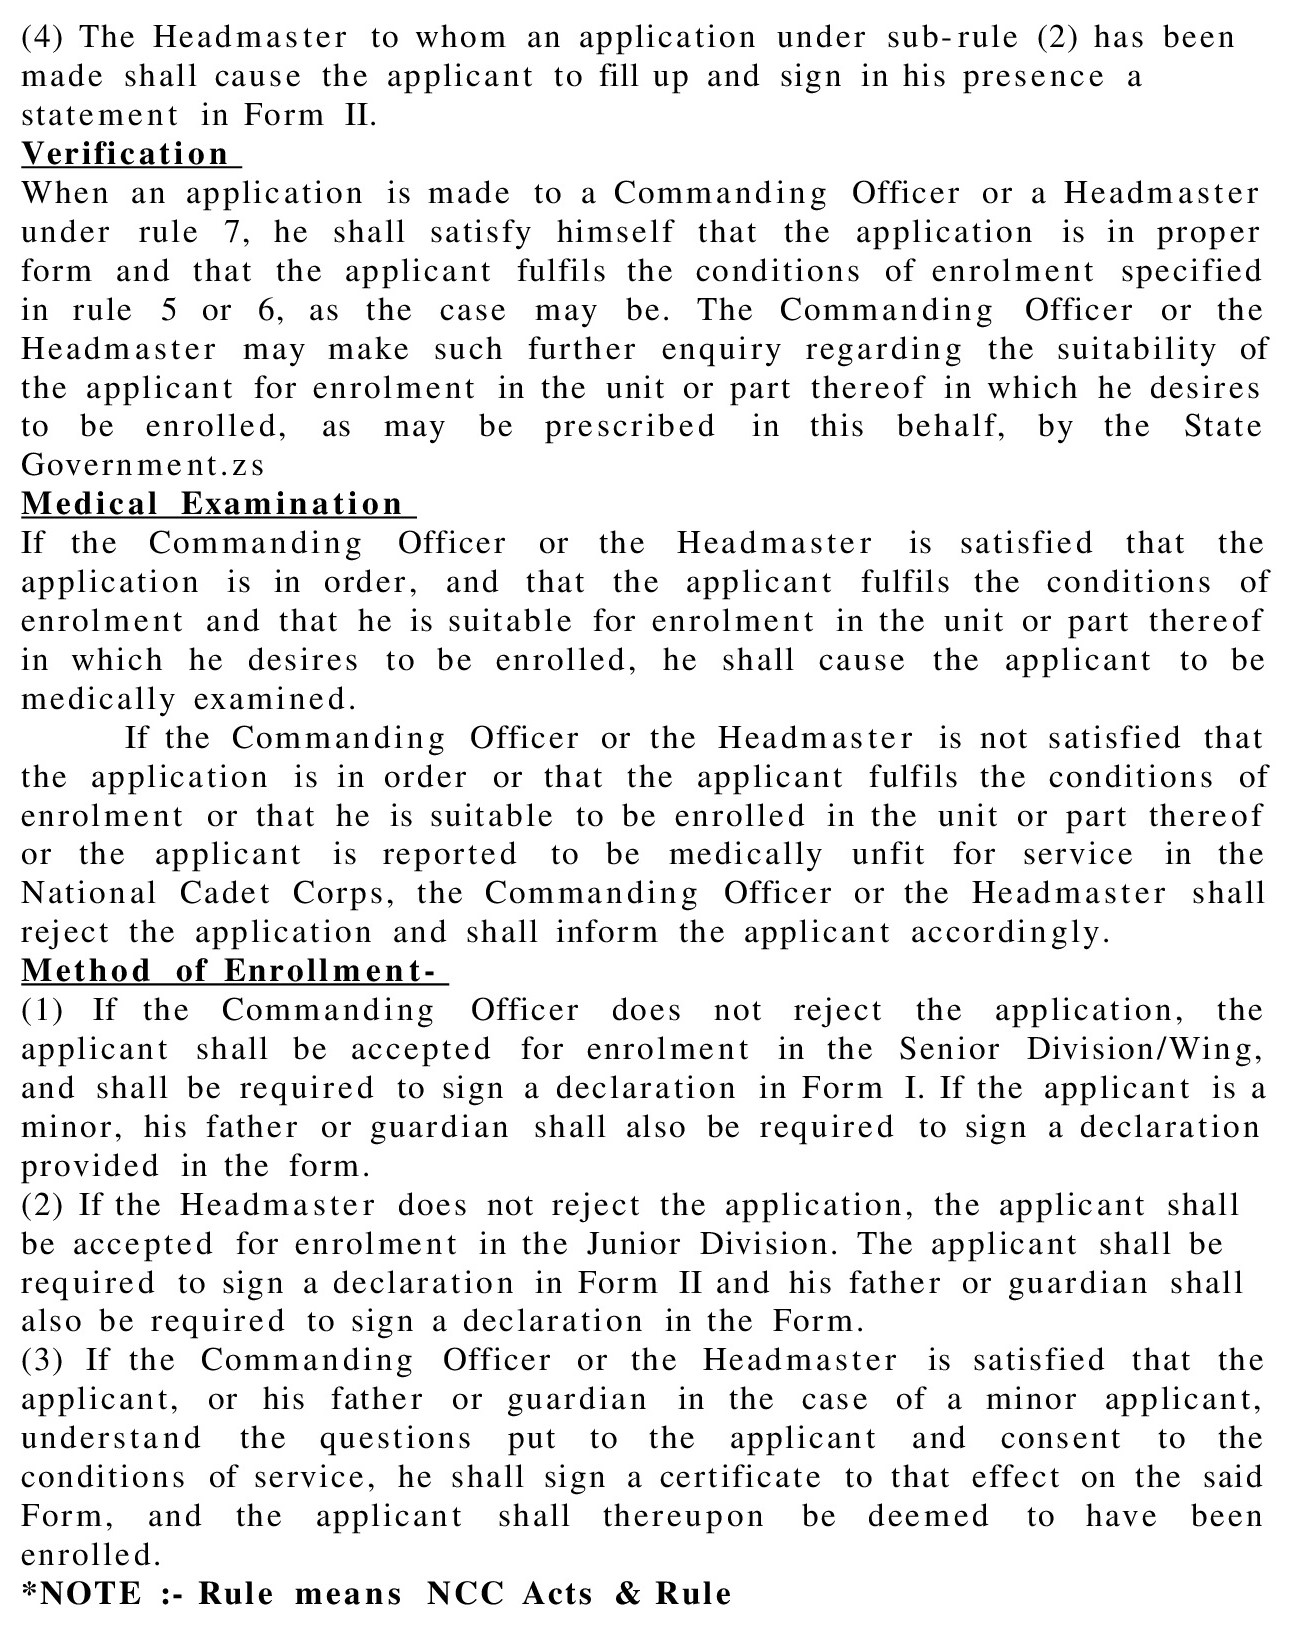 (4) The Headmaster to whom an application under sub-rule (2) has been
made shall cause the applicant to fill up and sign in his presence a
statement in Form II.
Verification
When an application is made to a Commanding Officer or a Headmaster
under rule 7, he shall satisfy himself that the application is in proper
form and that the applicant fulfils the conditions of enrolment specified
in rule 5 or 6, as the case may be. The Commanding Officer or the
Headmaster may make such further enquiry regarding the suitability of
the applicant for enrolment in the unit or part thereof in which he desires
to be enrolled, as may be prescribed in this behalf, by the State
Government.zs
Medical Examination
If the Commanding Officer or the Headmaster is satisfied that the
application is in order, and that the applicant fulfils the conditions of
enrolment and that he is suitable for enrolment in the unit or part thereof
in which he desires to be enrolled, he shall cause the applicant to be
medically examined.
If the Commanding Officer or the Headmaster is not satisfied that
the application is in order or that the applicant fulfils the conditions of
enrolment or that he is suitable to be enrolled in the unit or part thereof
or the applicant is reported to be medically unfit for service in the
National Cadet Corps, the Commanding Officer or the Headmaster shall
reject the application and shall inform the applicant accordingly.
Method of Enrollment-
(1) If the Commanding Officer does not reject the application, the
applicant shall be accepted for enrolment in the Senior Division/Wing,
and shall be required to sign a declaration in Form I. If the applicant is a
minor, his father or guardian shall also be required to sign a declaration
provided in the form.
(2) If the Headmaster does not reject the application, the applicant shall
be accepted for enrolment in the Junior Division. The applicant shall be
required to sign a declaration in Form II and his father or guardian shall
also be required to sign a declaration in the Form.
(3) If the Commanding Officer or the Headmaster is satisfied that the
applicant, or his father or guardian in the case of a minor applicant,
understand the questions put to the applicant and consent to the
conditions of service, he shall sign a certificate to that effect on the said
Form, and the applicant shall thereupon be deemed to have been
enrolled.
*NOTE :- Rule means NCC Acts & Rule